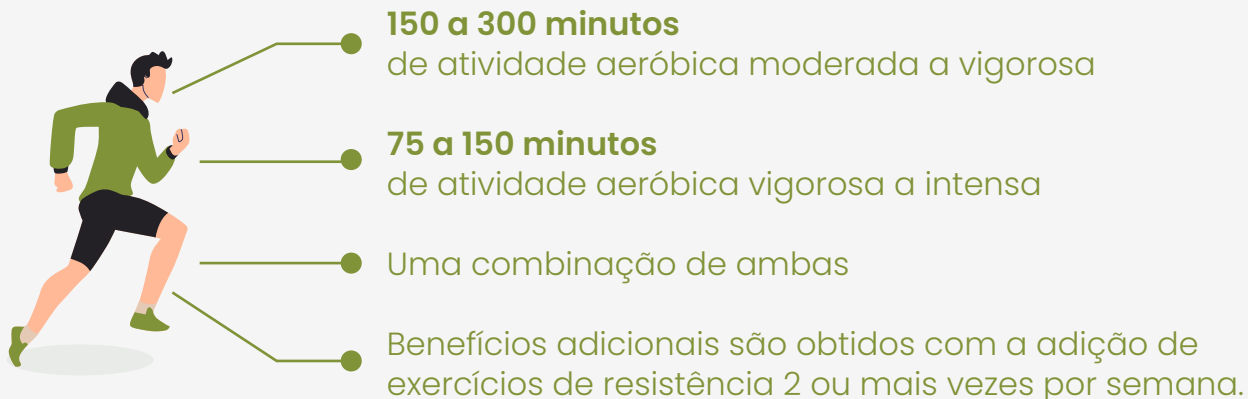 150 a 300 minutos
de atividade aeróbica moderada a vigorosa
75 a 150 minutos
de atividade aeróbica vigorosa a intensa
Uma combinação de ambas
Benefícios adicionais são obtidos com a adição de
exercícios de resistência 2 ou mais vezes por semana.